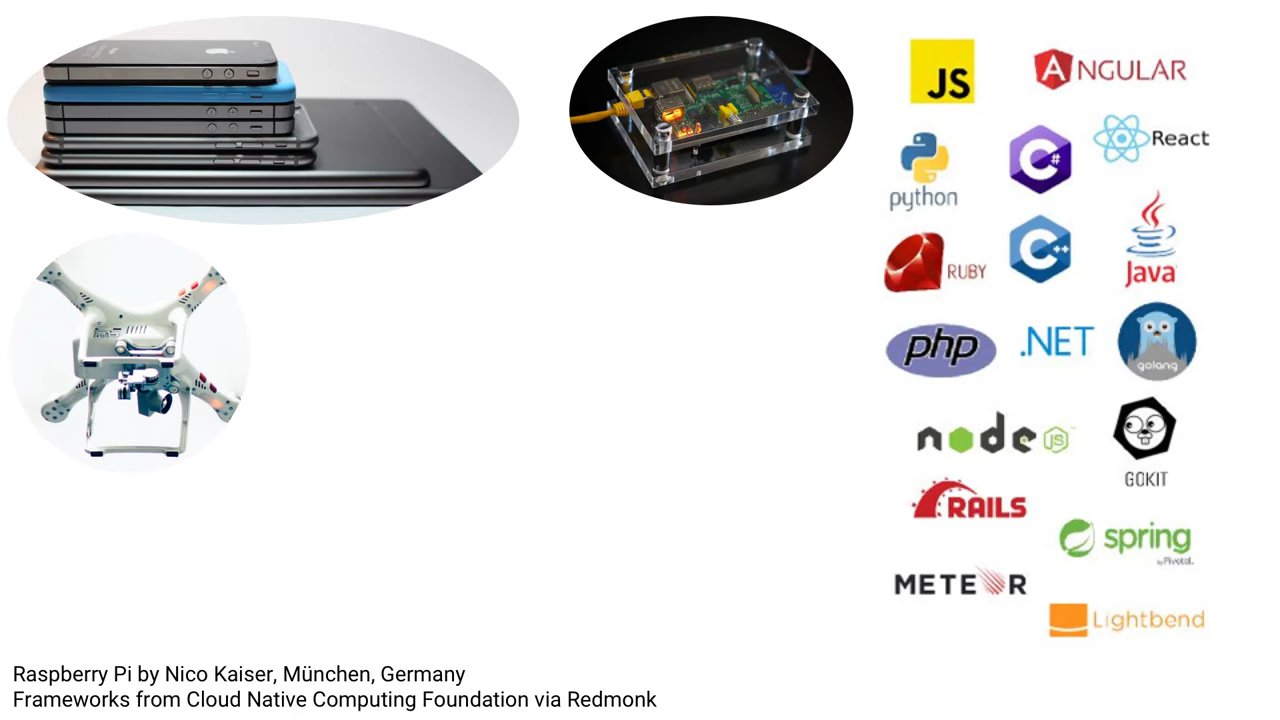 JS
ANGULAR
python
C#
React
RUBY
C++
Java
php
.NET
golang
node
JS
GOKIT
RAILS
spring
by Pivotal.
METEOR
Lightbend
Raspberry Pi by Nico Kaiser, München, Germany
Frameworks from Cloud Native Computing Foundation via Redmonk